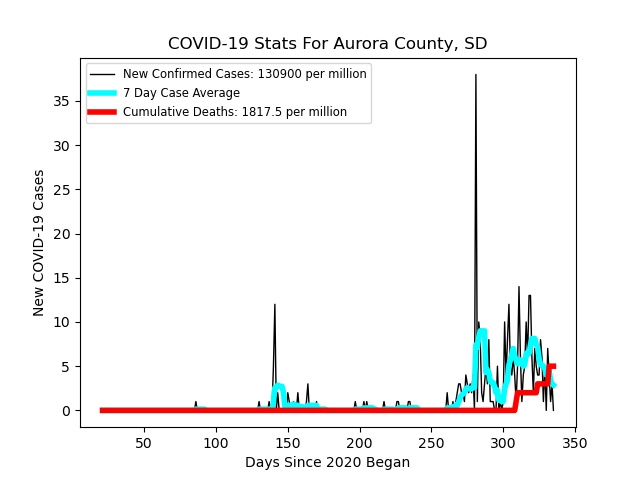 COVID-19 Stats For Aurora County, SD
New Confirmed Cases: 130900 per million
7 Day Case Average
Cumulative Deaths: 1817.5 per million
New COVID-19 Cases
35
30
25
20
15
10
5
0
50 100 150 200 250 300 350
Days Since 2020 Began